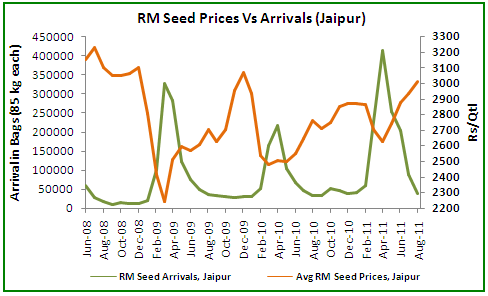 RM Seed Prices Vs Arrivals (Jaipur)
Arrival in Bags (85 kg each)
450000
400000
350000
300000
250000
200000
150000
100000
50000
0
3300
3200
3100
3000
2900
2800
2700
2600
2500
2400
2300
2200
Rs/Qtl
Jun-08
Aug-08
Oct-08
Dec-08
Feb-09
Apr-09
Jun-09
Aug-09
Oct-09
Dec-09
Feb-10
Apr-10
Jun-10
Aug-10
Oct-10
Dec-10
Feb-11
Apr-11
Jun-11
Aug-11
RM Seed Arrivals, Jaipur
Avg RM Seed Prices, Jaipur